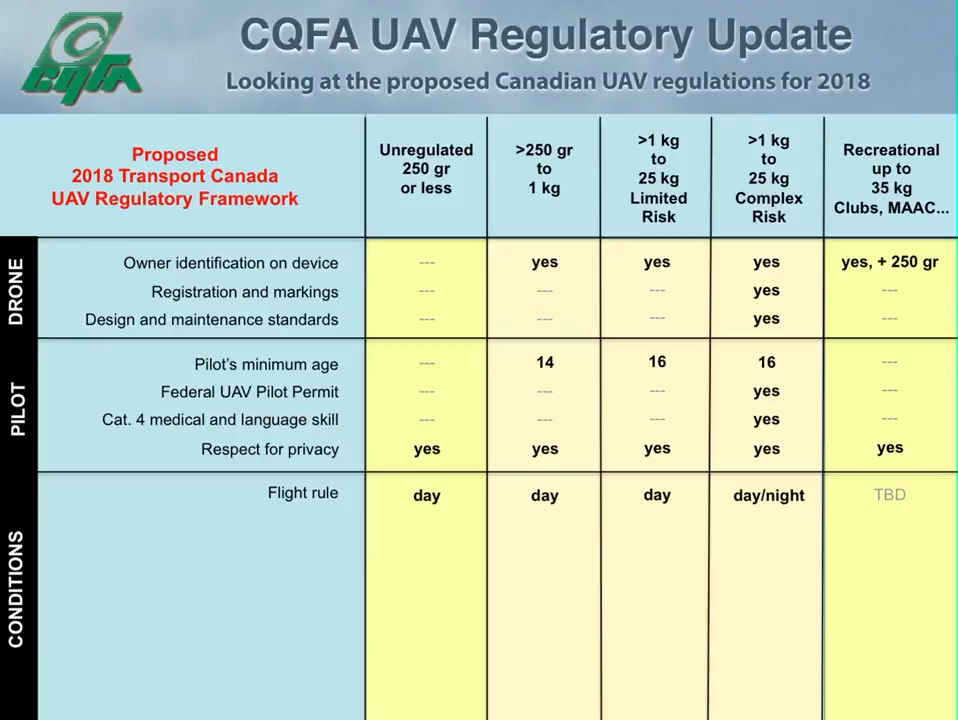 CQFA
CQFA UAV Regulatory Update
Looking at the proposed Canadian UAV regulations for 2018
Proposed
2018 Transport Canada
UAV Regulatory Framework
Unregulated
250 gr
or less
>250 gr
to
1 kg
>1 kg
to
25 kg
Limited
Risk
>1 kg
to
25 kg
Complex
Risk
Recreational
up to
35 kg
Clubs, MAAC...
DRONE
Owner identification on device --- yes yes yes yes, + 250 gr
Registration and markings --- --- --- yes ---
Design and maintenance standards --- --- --- yes ---
PILOT
Pilot's minimum age --- 14 16 16 ---
Federal UAV Pilot Permit --- --- --- yes ---
Cat. 4 medical and language skill --- --- --- yes ---
Respect for privacy yes yes yes yes yes
CONDITIONS
Flight rule day day day day/night TBD